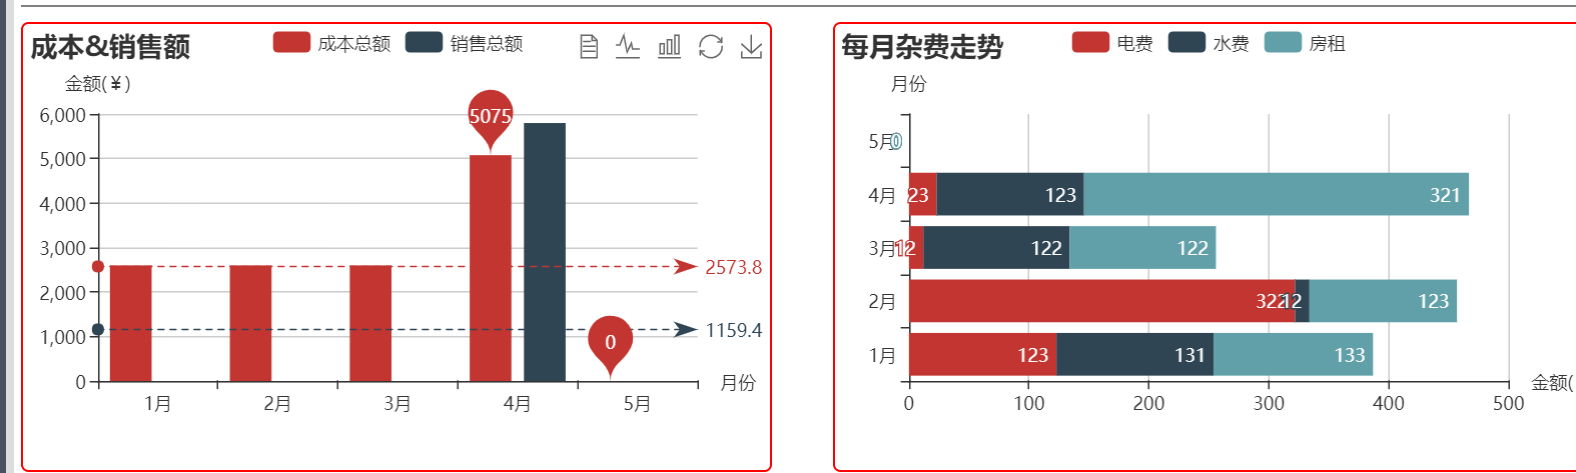 成本&销售额
成本总额 销售总额
金额(￥)
5075
6,000
5,000
4,000
3,000
2573.8
2,000
1159.4
1,000
0
0
月份
1月 2月 3月 4月 5月
每月杂费走势
电费 水费 房租
月份
5月 0
4月 23 123 321
3月 12 122 122
2月 322 12 123
1月 123 131 133
金额(
0 100 200 300 400 500